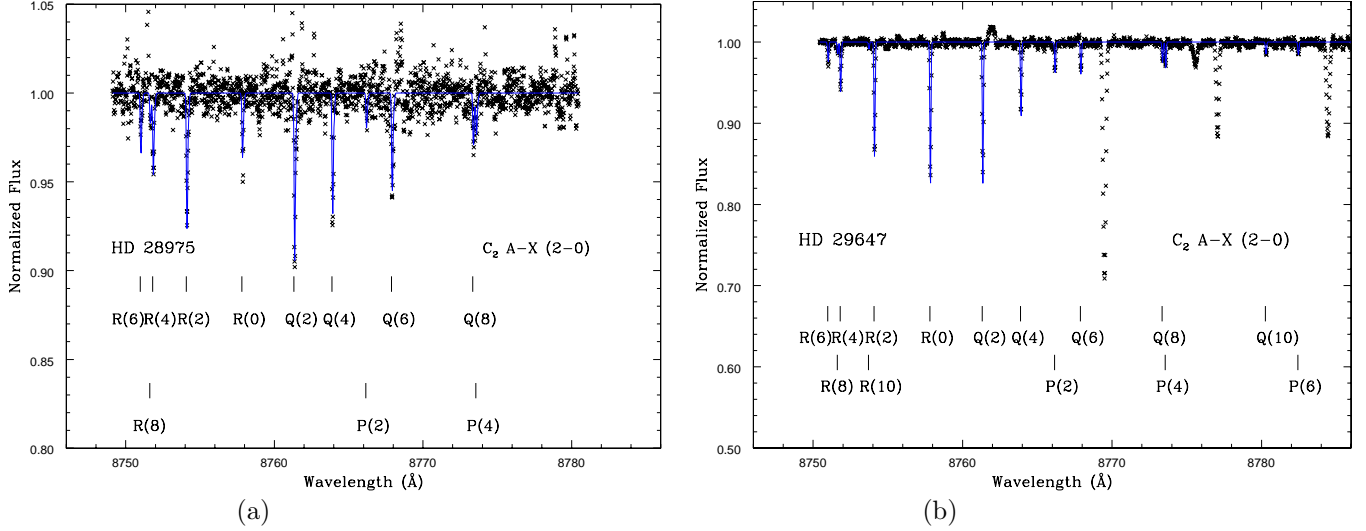 1.05
1.00
0.95
0.90
0.85
0.80
Normalized Flux
HD 28975
C₂ A−X (2−0)
R(6) R(4) R(2) R(0) Q(2) Q(4) Q(6) Q(8)
R(8) P(2) P(4)
8750 8760 8770 8780
Wavelength (Å)
(a)
1.00
0.90
0.80
0.70
0.60
0.50
Normalized Flux
HD 29647
C₂ A−X (2−0)
R(6) R(4) R(2) R(0) Q(2) Q(4) Q(6) Q(8) Q(10)
R(8) R(10) P(2) P(4) P(6)
8750 8760 8770 8780
Wavelength (Å)
(b)